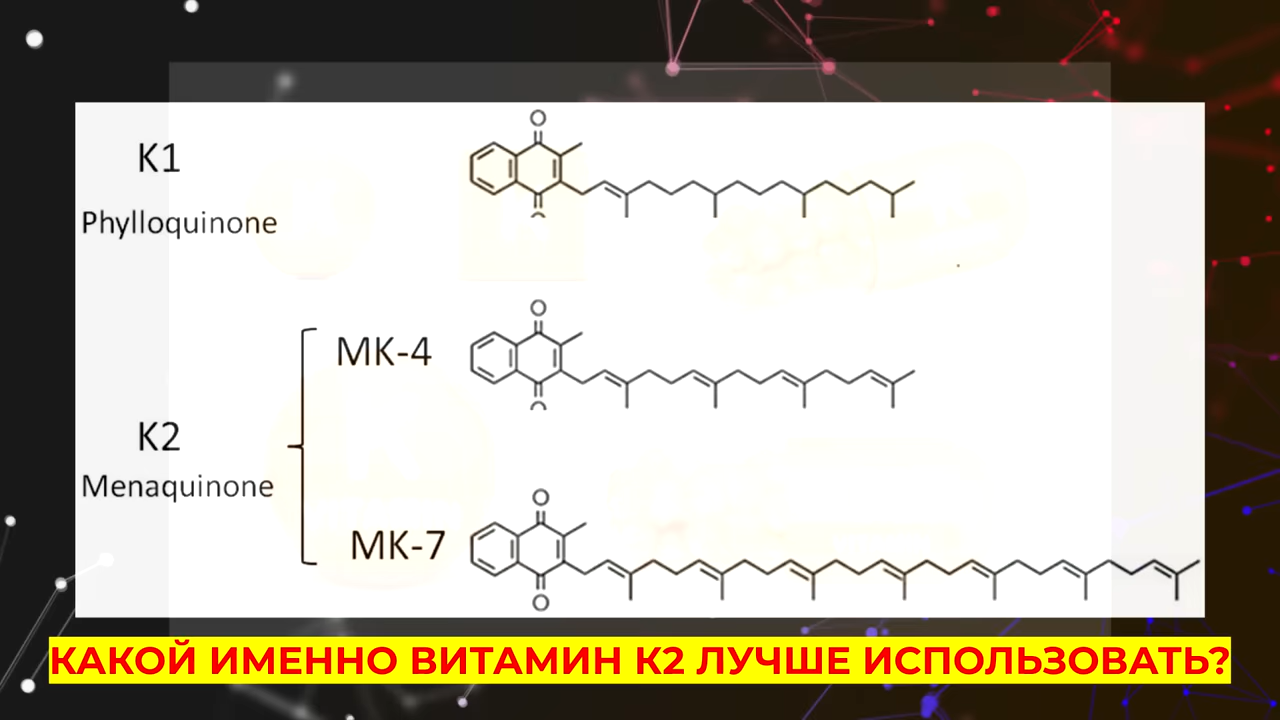 K1
Phylloquinone
O
O
MK-4
O
O
K2
Menaquinone
MK-7
O
O
КАКОЙ ИМЕННО ВИТАМИН К2 ЛУЧШЕ ИСПОЛЬЗОВАТЬ?